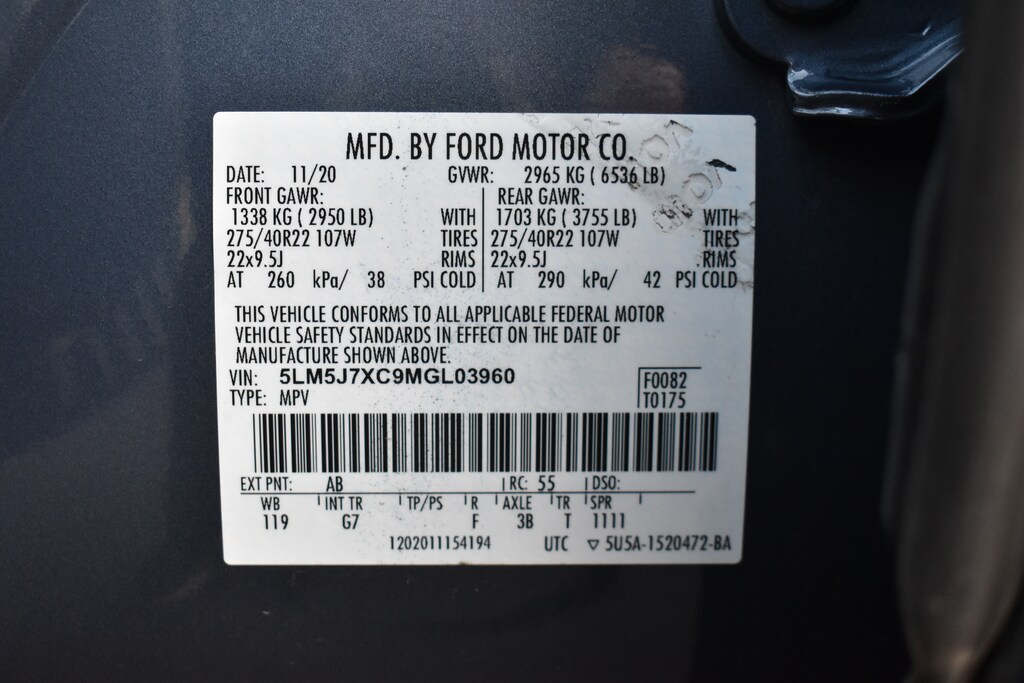 MFD. BY FORD MOTOR CO.
DATE: 11/20 GVWR: 2965 KG ( 6536 LB)
FRONT GAWR: REAR GAWR:
1338 KG ( 2950 LB) WITH 1703 KG ( 3755 LB) WITH
275/40R22 107W TIRES 275/40R22 107W TIRES
22x9.5J RIMS 22x9.5J RIMS
AT 260 kPa/ 38 PSI COLD AT 290 kPa/ 42 PSI COLD
THIS VEHICLE CONFORMS TO ALL APPLICABLE FEDERAL MOTOR
VEHICLE SAFETY STANDARDS IN EFFECT ON THE DATE OF
MANUFACTURE SHOWN ABOVE.
VIN: 5LM5J7XC9MGL03960 F0082
TYPE: MPV T0175
EXT PNT: AB RC: 55 DSO:
WB INT TR TP/PS R AXLE TR SPR
119 G7 F 3B T 1111
1202011154194 UTC ▽ 5U5A-1520472-BA